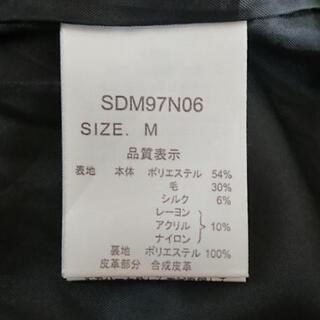 SDM97N06
SIZE. M
品質表示
表地 本体 ポリエステル 54%
毛 30%
シルク 6%
レーヨン
アクリル 10%
ナイロン
裏地 ポリエステル 100%
皮革部分 合成皮革